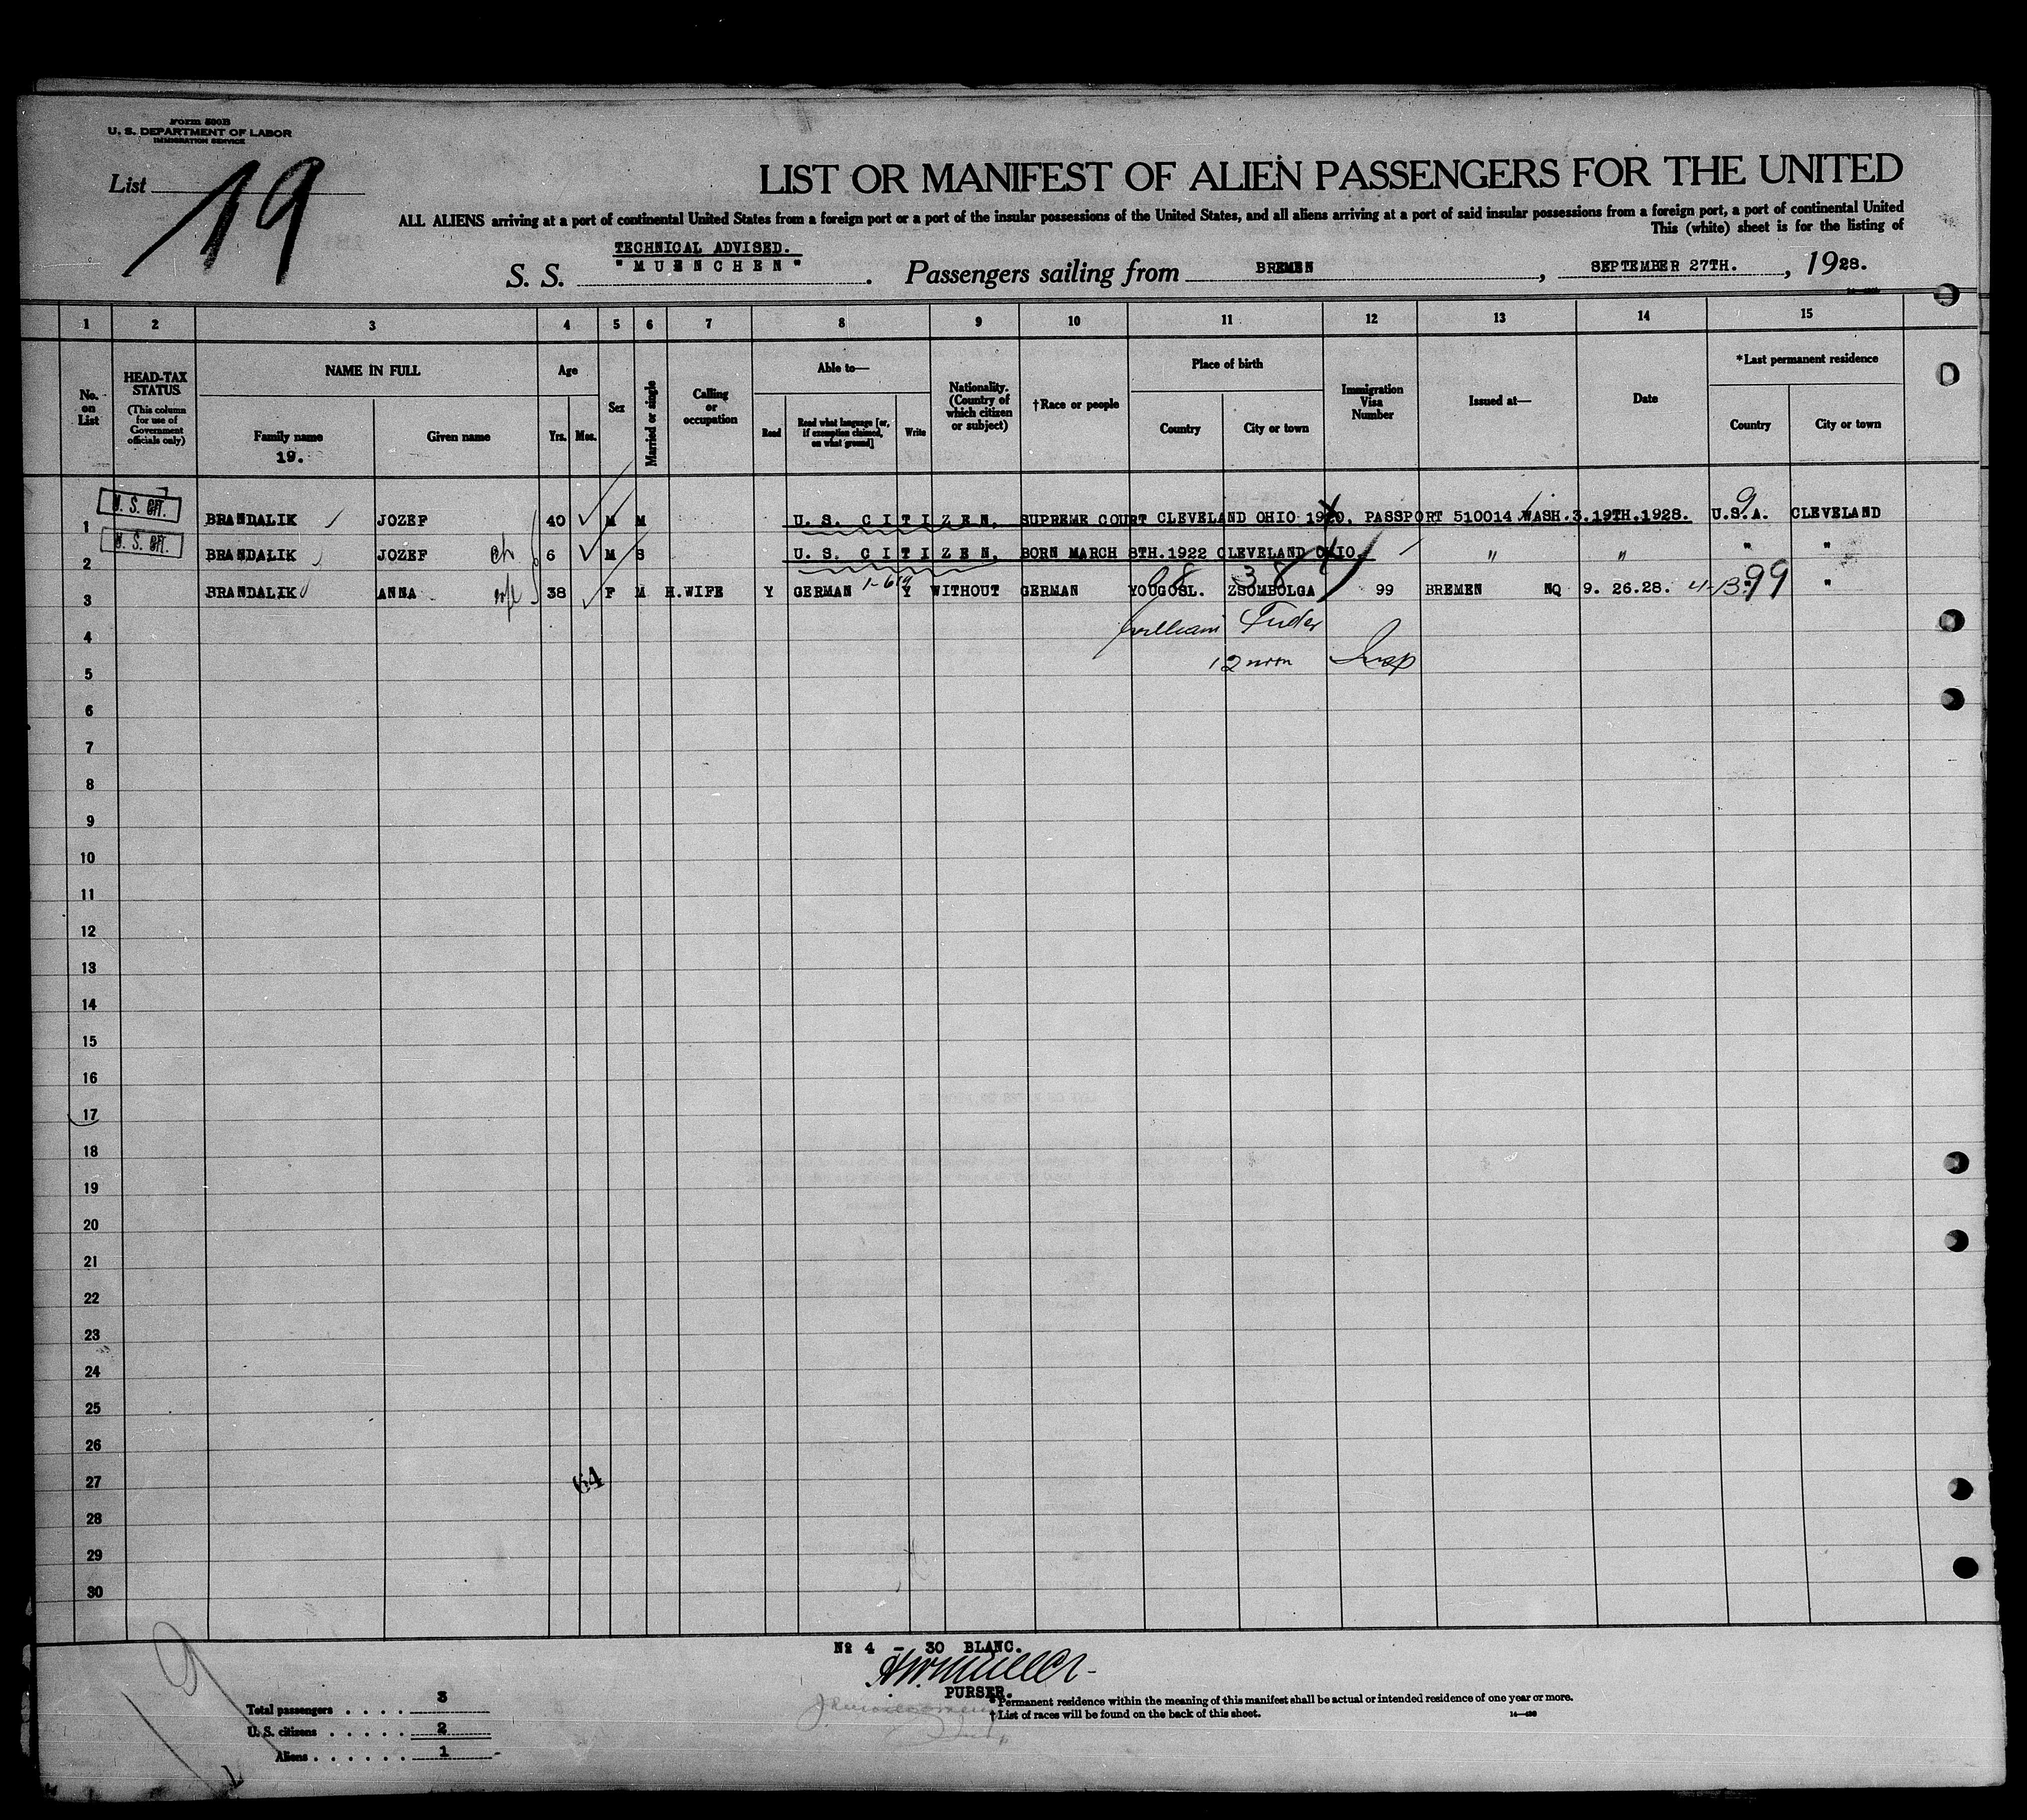 Form 500B
U. S. DEPARTMENT OF LABOR
IMMIGRATION SERVICE
List 19
LIST OR MANIFEST OF ALIEN PASSENGERS FOR THE UNITED
ALL ALIENS arriving at a port of continental United States from a foreign port or a port of the insular possessions of the United States, and all aliens arriving at a port of said insular possessions from a foreign port, a port of continental United
This (white) sheet is for the listing of
TECHNICAL ADVISED.
S. S. "MUENCHEN". Passengers sailing from BREMEN, SEPTEMBER 27TH., 1928.
1 2 3 4 5 6 7 8 9 10 11 12 13 14 15
No. on List
HEAD-TAX STATUS (This column for use of Government officials only)
NAME IN FULL
Family name
19.
Given name
Age
Yrs. Mos.
Sex
Married or single
Calling or occupation
Able to—
Read
Read what language [or, if exemption claimed, on what ground]
Write
Nationality. (Country of which citizen or subject)
†Race or people
Place of birth
Country
City or town
Immigration Visa Number
Issued at—
Date
*Last permanent residence
Country
City or town
1 U. S. CIT. BRANDALIK JOZEF 40 M M U. S. CITIZEN, SUPREME COURT CLEVELAND OHIO 1920, PASSPORT 510014 WASH.3.19TH.1928. U.S.A. CLEVELAND
9
2 U. S. CIT. BRANDALIK JOZEF ch 6 M S U. S. CITIZEN, BORN MARCH 8TH.1922 CLEVELAND OHIO. " " " "
3 BRANDALIK ANNA wfe 38 F M H.WIFE Y GERMAN Y WITHOUT GERMAN YOUGOSL. ZSOMBOLGA 99 BREMEN NQ 9. 26.28. " "
99
William
12 noon Insp
4
5
6
7
8
9
10
11
12
13
14
15
16
17
18
19
20
21
22
23
24
25
26
27
64
28
29
30
№ 4 - 30 BLANC.
PURSER.
*Permanent residence within the meaning of this manifest shall be actual or intended residence of one year or more.
†List of races will be found on the back of this sheet.
19
Total passengers .... 3
U. S. citizens ..... 2
Aliens ...... 1